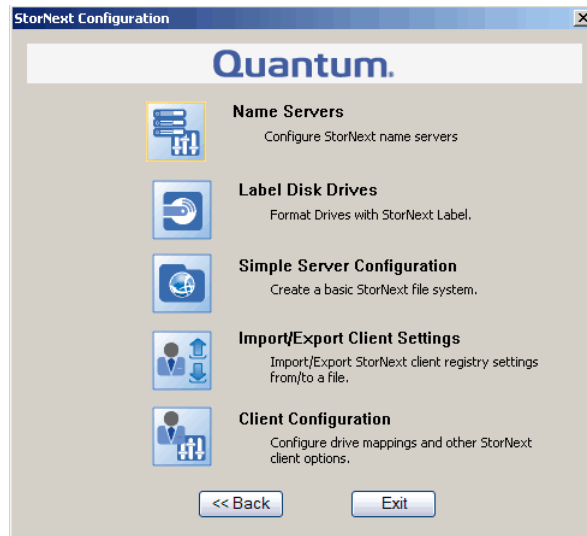 StorNext Configuration
Quantum.
Name Servers
Configure StorNext name servers
Label Disk Drives
Format Drives with StorNext Label.
Simple Server Configuration
Create a basic StorNext file system.
Import/Export Client Settings
Import/Export StorNext client registry settings
from/to a file.
Client Configuration
Configure drive mappings and other StorNext
client options.
<< Back
Exit